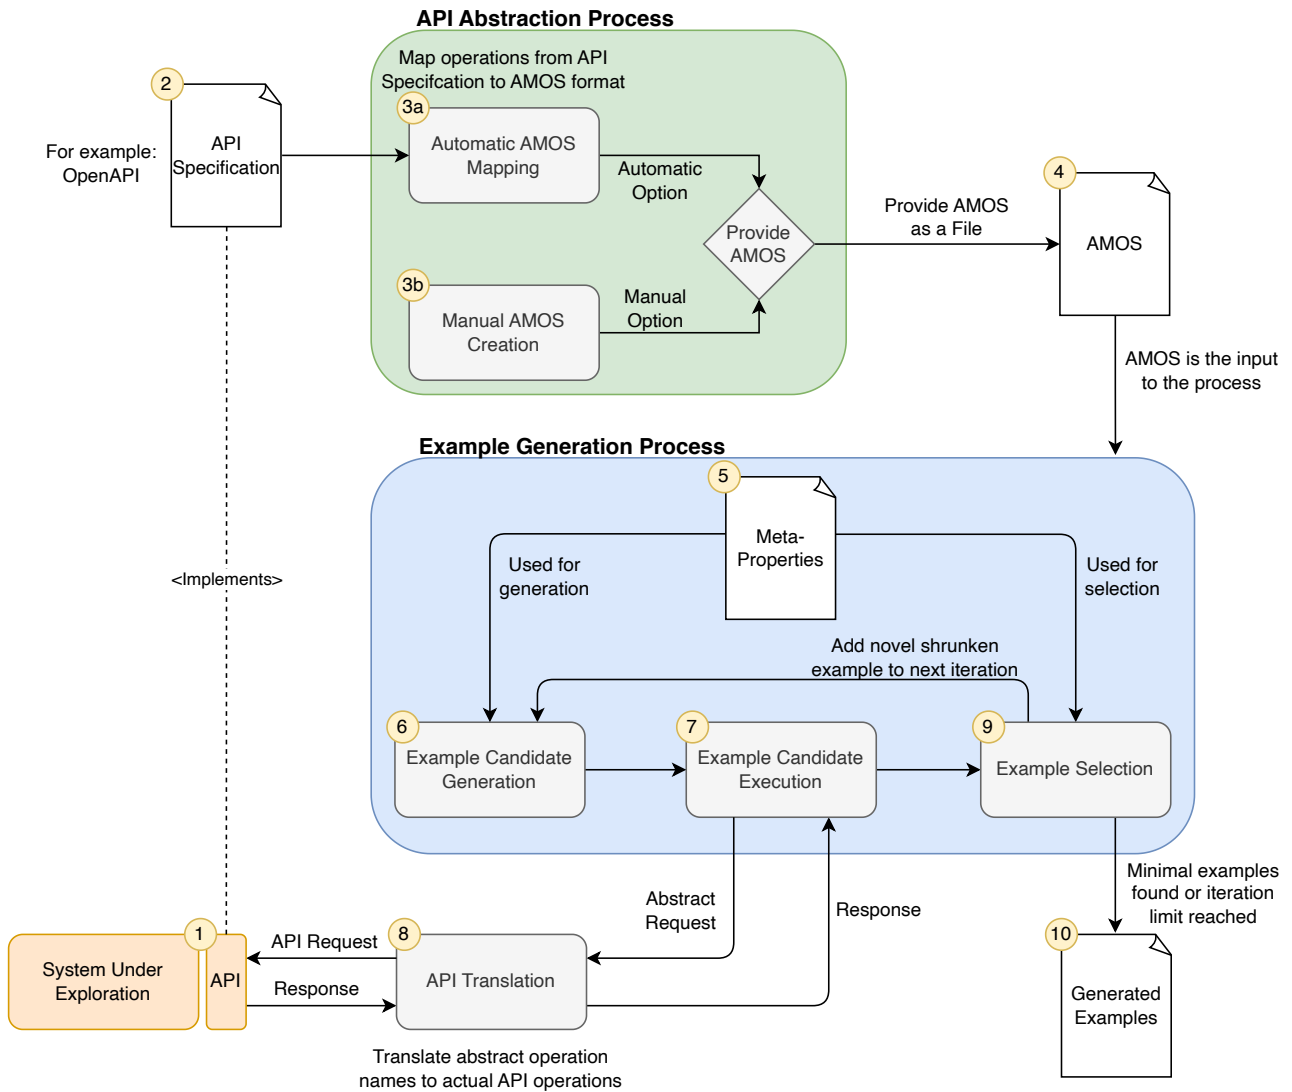 API Abstraction Process
Map operations from API
Specifcation to AMOS format
2
API
Specification
For example:
OpenAPI
3a
Automatic AMOS
Mapping
Automatic
Option
Provide
AMOS
3b
Manual AMOS
Creation
Manual
Option
Provide AMOS
as a File
4
AMOS
AMOS is the input
to the process
Example Generation Process
5
Meta-
Properties
Used for
generation
Used for
selection
<Implements>
Add novel shrunken
example to next iteration
6
Example Candidate
Generation
7
Example Candidate
Execution
9
Example Selection
Abstract
Request
Response
Minimal examples
found or iteration
limit reached
1
System Under
Exploration
API
API Request
Response
8
API Translation
Translate abstract operation
names to actual API operations
10
Generated
Examples